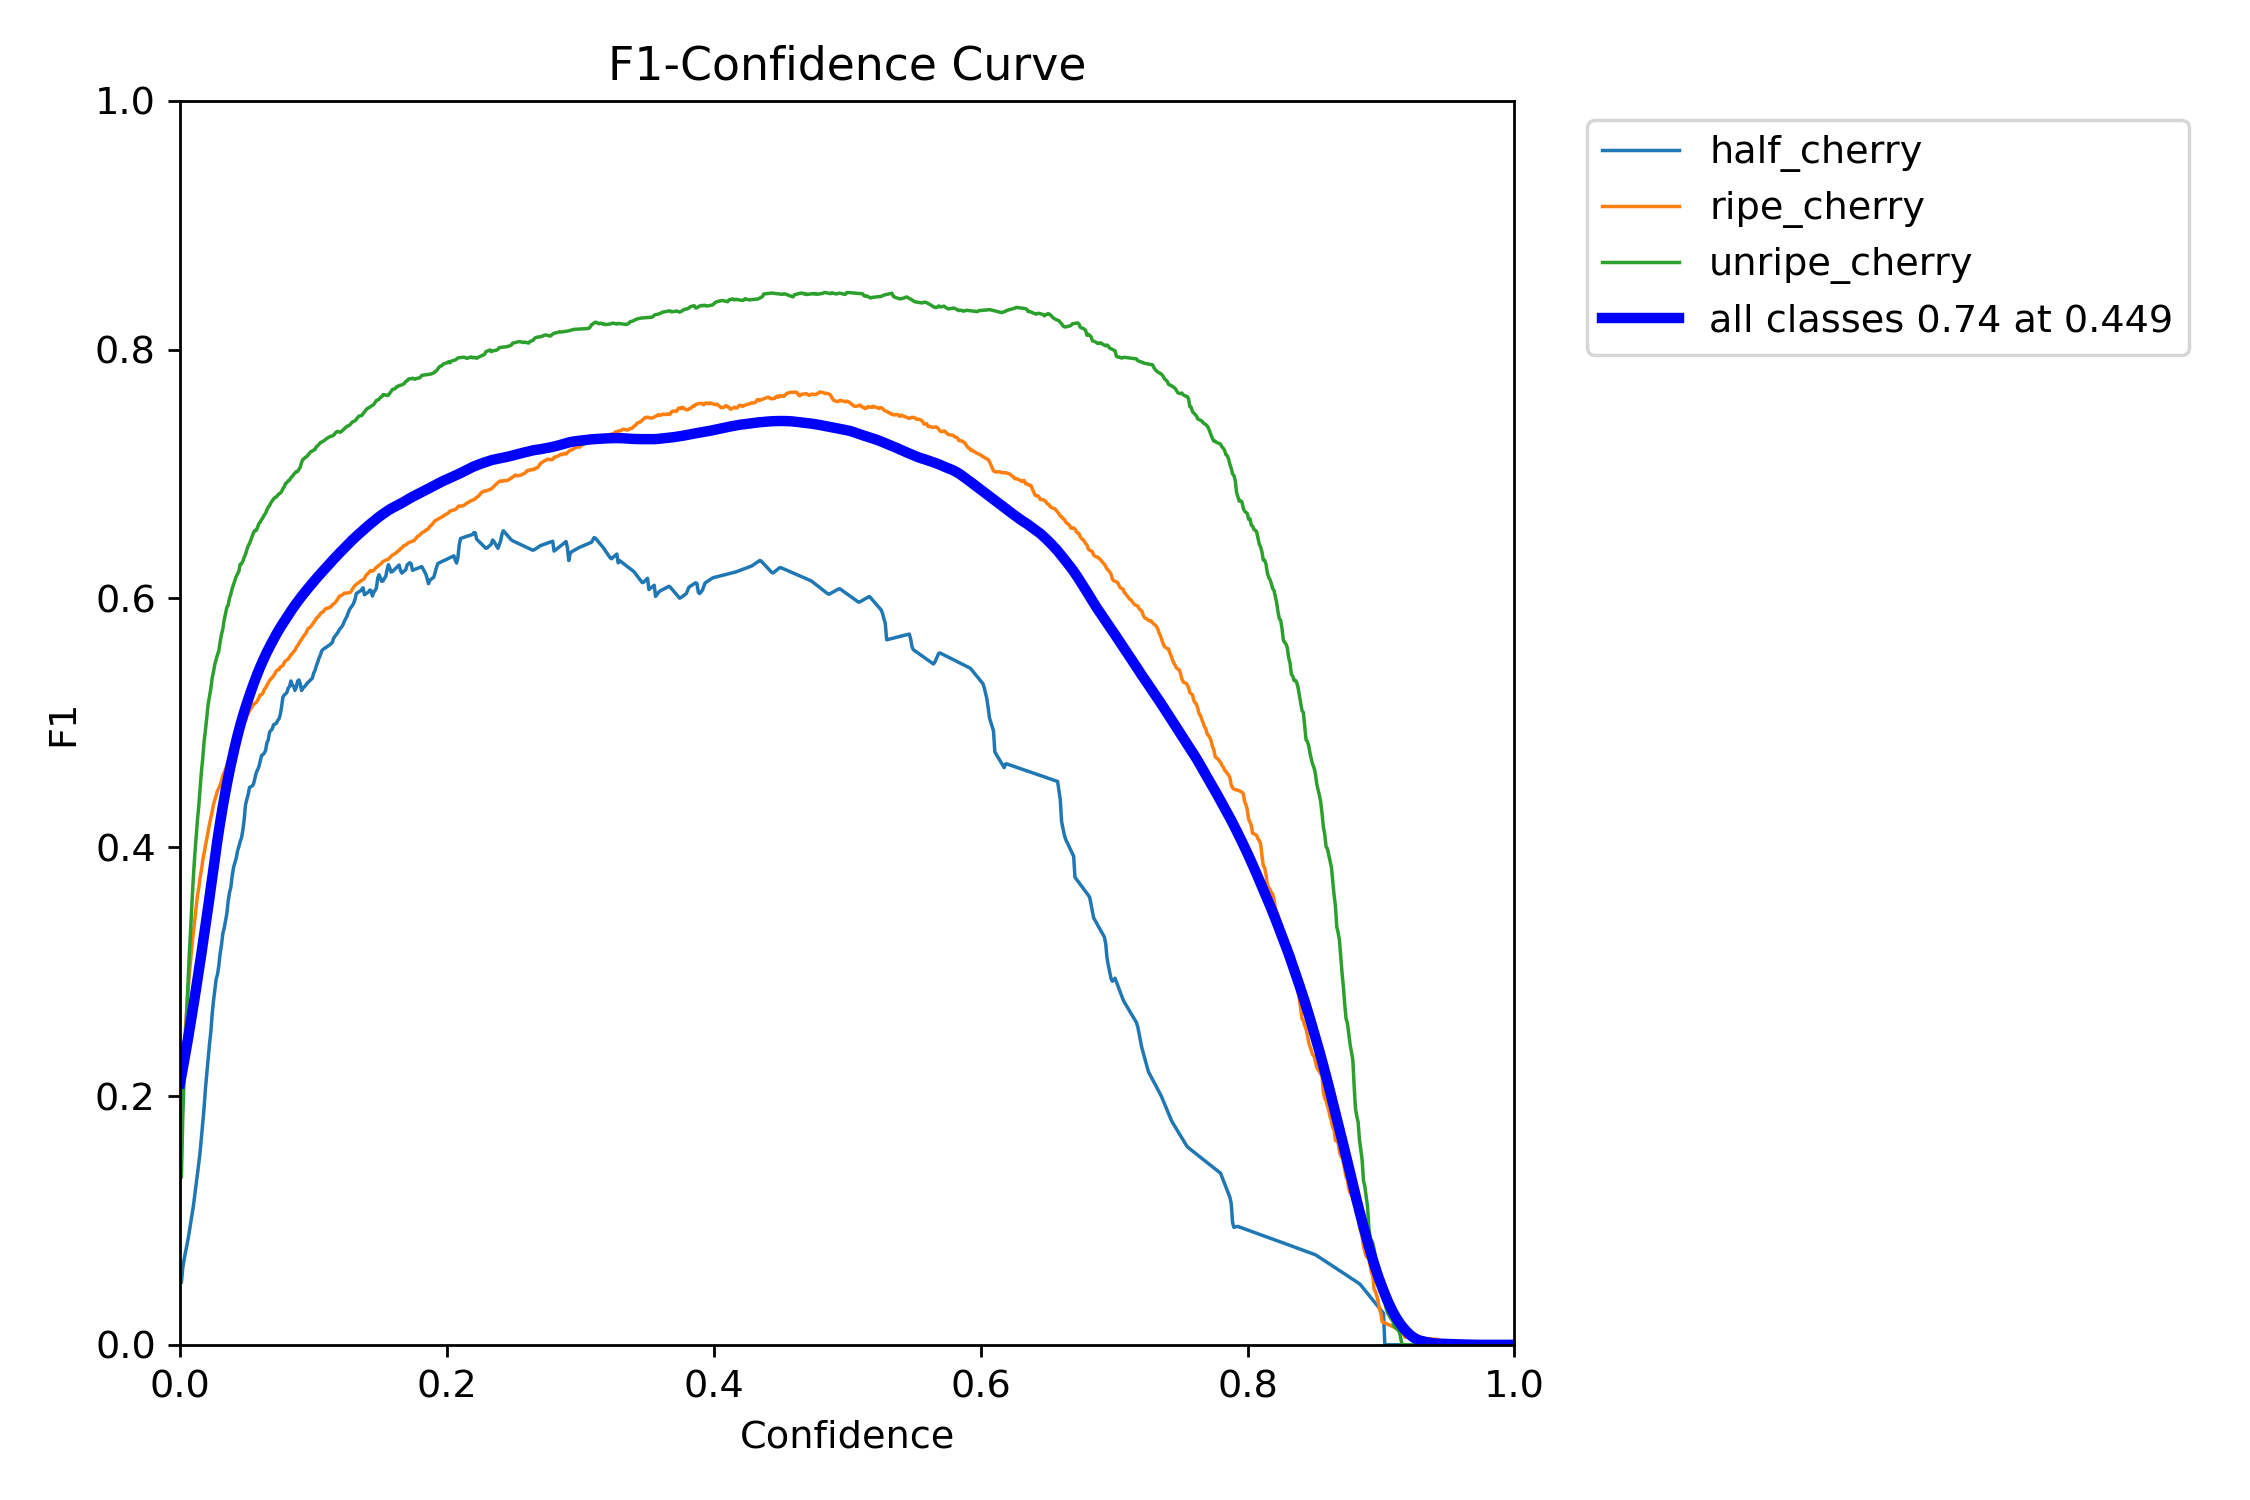 F1-Confidence Curve
1.0
0.8
0.6
0.4
0.2
0.0
F1
0.0 0.2 0.4 0.6 0.8 1.0
Confidence
half_cherry
ripe_cherry
unripe_cherry
all classes 0.74 at 0.449